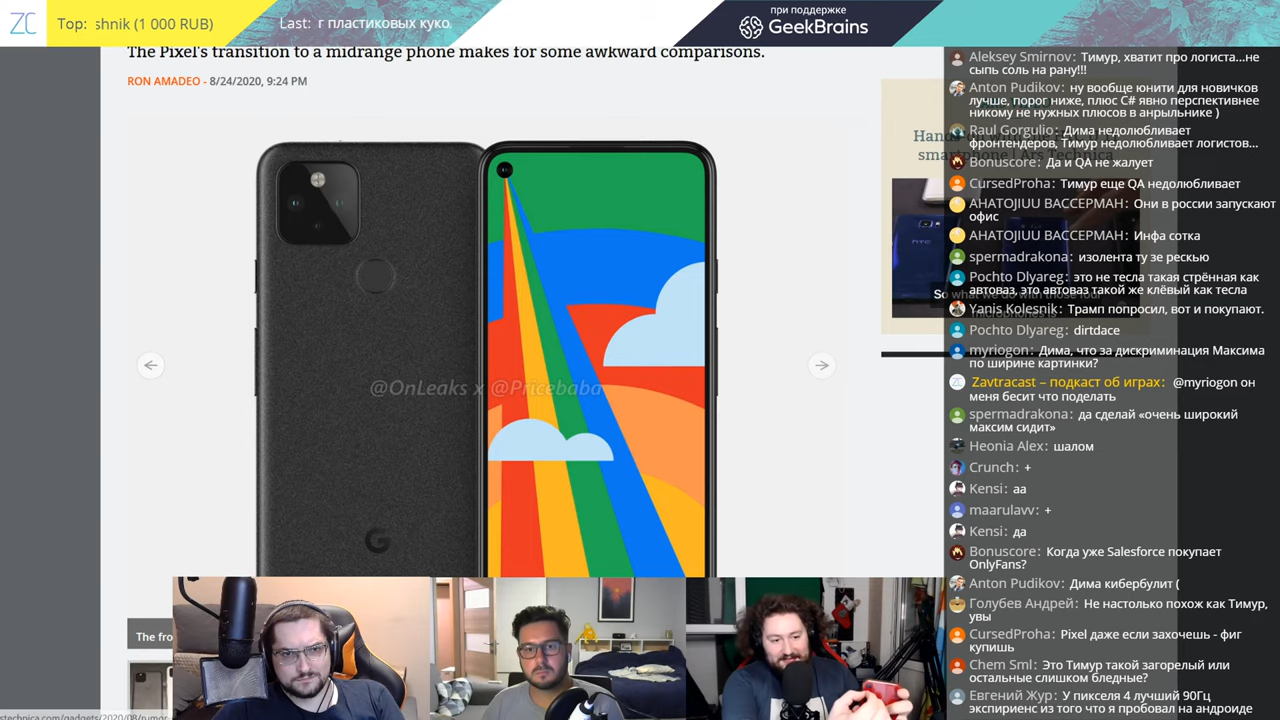 ZC
Top: shnik (1 000 RUB)
Last: г пластиковых куко.
при поддержке
GeekBrains
The Pixel's transition to a midrange phone makes for some awkward comparisons.
RON AMADEO - 8/24/2020, 9:24 PM
@OnLeaks x @Pricebaba
G
The fro
stechnica.com/gadgets/2020/08/rumor-
Aleksey Smirnov: Тимур, хватит про логиста...не
сыпь соль на рану!!!
Anton Pudikov: ну вообще юнити для новичков
лучше, порог ниже, плюс C# явно перспективнее
никому не нужных плюсов в анрыльнике )
Raul Gorgulio: Дима недолюбливает
фронтендеров, Тимур недолюбливает логистов...
Bonuscore: Да и QA не жалует
CursedProha: Тимур еще QA недолюбливает
АНАТОJIUU ВАССЕРМАН: Они в россии запускают
офис
АНАТОJIUU ВАССЕРМАН: Инфа сотка
spermadrakona: изолента ту зе рескью
Pochto Dlyareg: это не тесла такая стрённая как
автоваз, это автоваз такой же клёвый как тесла
Yanis Kolesnik: Трамп попросил, вот и покупают.
Pochto Dlyareg: dirtdace
myriogon: Дима, что за дискриминация Максима
по ширине картинки?
Zavtracast – подкаст об играх: @myriogon он
меня бесит что поделать
spermadrakona: да сделай «очень широкий
максим сидит»
Heonia Alex: шалом
Crunch: +
Kensi: аа
maarulavv: +
Kensi: да
Bonuscore: Когда уже Salesforce покупает
OnlyFans?
Anton Pudikov: Дима кибербулит (
Голубев Андрей: Не настолько похож как Тимур,
увы
CursedProha: Pixel даже если захочешь - фиг
купишь
Chem Sml: Это Тимур такой загорелый или
остальные слишком бледные?
Евгений Жур: У пикселя 4 лучший 90Гц
экспириенс из того что я пробовал на андроиде